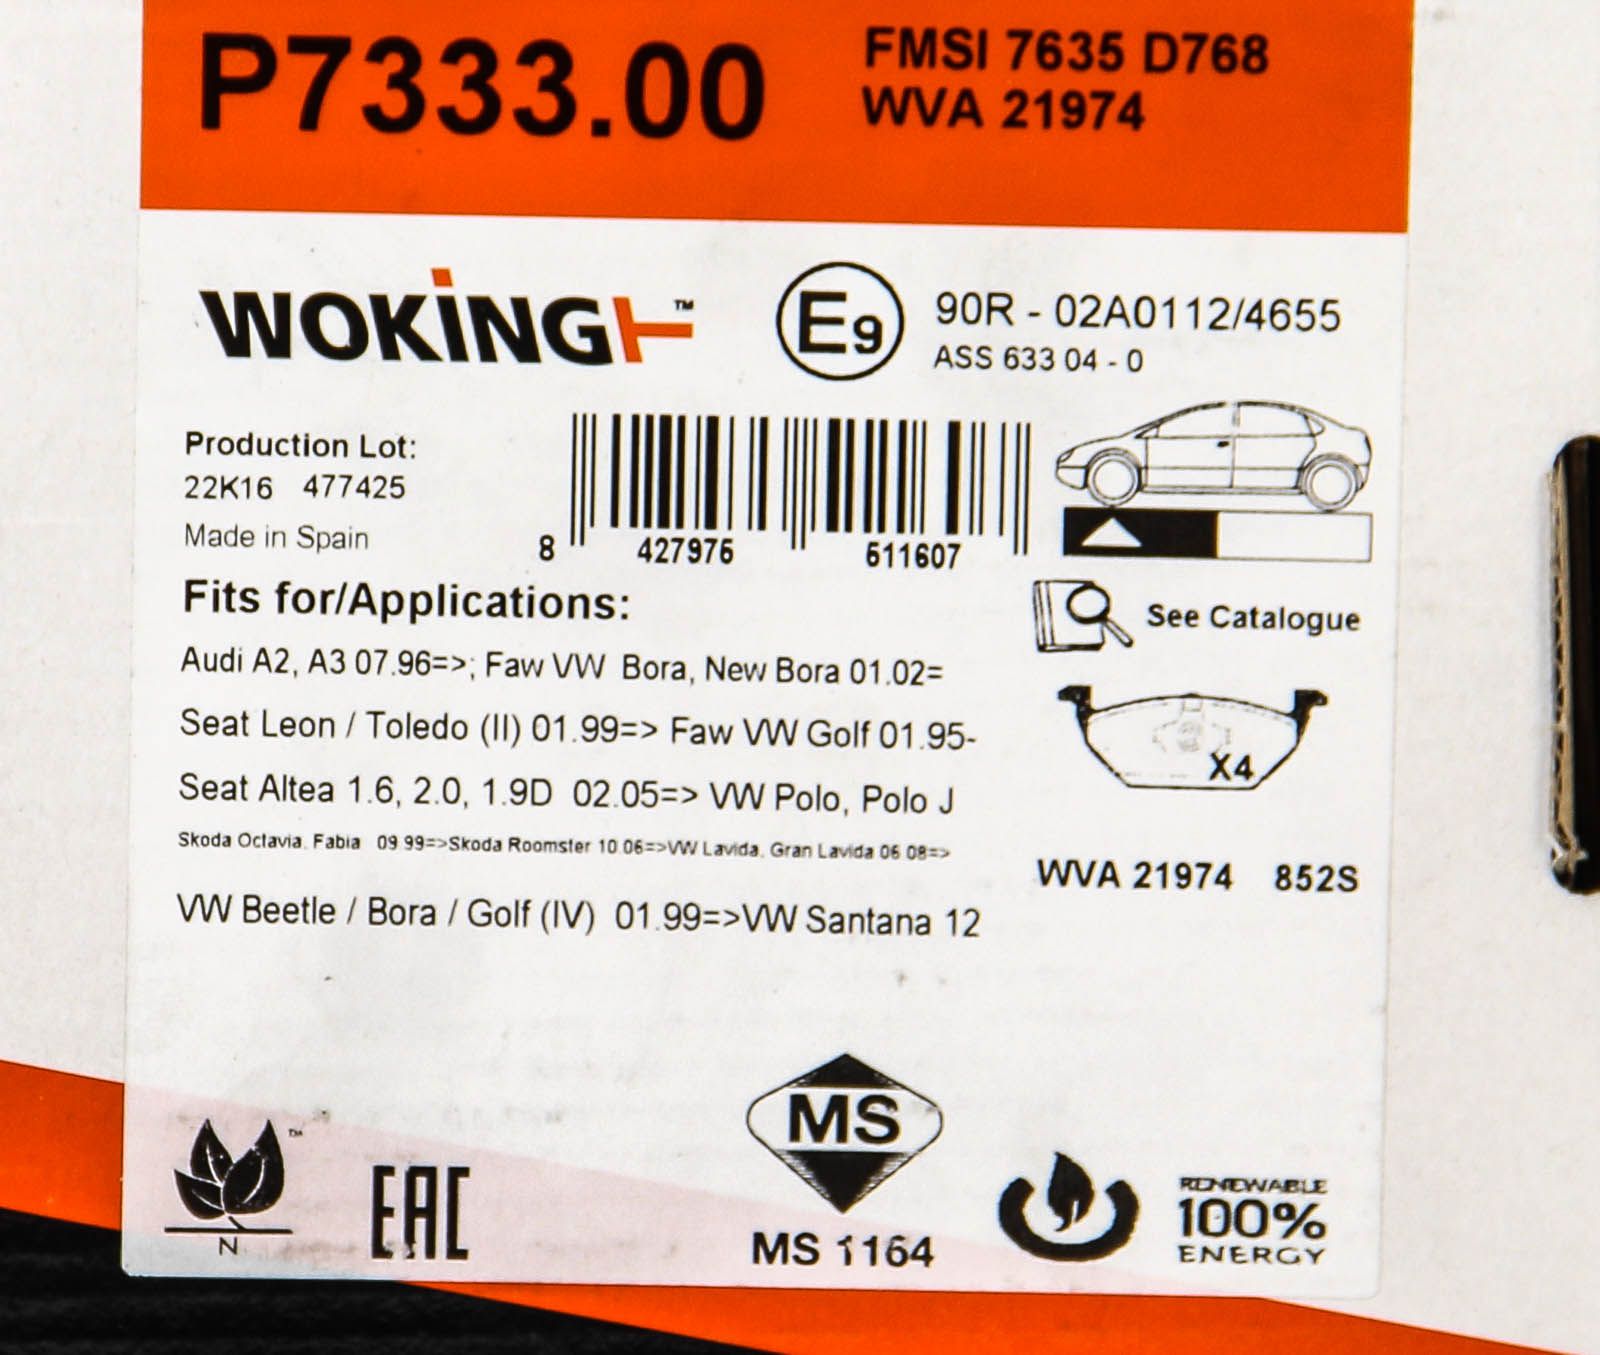 P7333.00
FMSI 7635 D768
WVA 21974
WOKING™
E9
90R - 02A0112/4655
ASS 633 04 - 0
Production Lot:
22K16 477425
Made in Spain
8 427976 611607
See Catalogue
Fits for/Applications:
Audi A2, A3 07.96=>; Faw VW Bora, New Bora 01.02=
Seat Leon / Toledo (II) 01.99=> Faw VW Golf 01.95-
Seat Altea 1.6, 2.0, 1.9D 02.05=> VW Polo, Polo J
Skoda Octavia, Fabia 09.99=>Skoda Roomster 10.06=>VW Lavida, Gran Lavida 06.08=>
VW Beetle / Bora / Golf (IV) 01.99=>VW Santana 12
X4
WVA 21974 852S
™
N
EAC
MS
MS 1164
RENEWABLE
100%
ENERGY